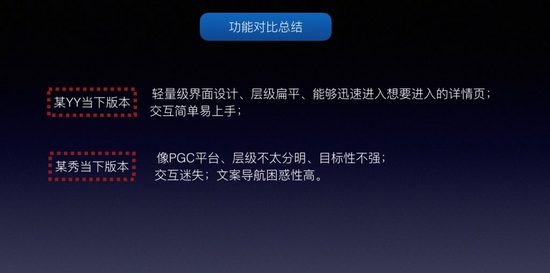 功能对比总结
某YY当下版本
轻量级界面设计、层级扁平、能够迅速进入想要进入的详情页；
交互简单易上手；
某秀当下版本
像PGC平台、层级不太分明、目标性不强；
交互迷失；文案导航困惑性高。